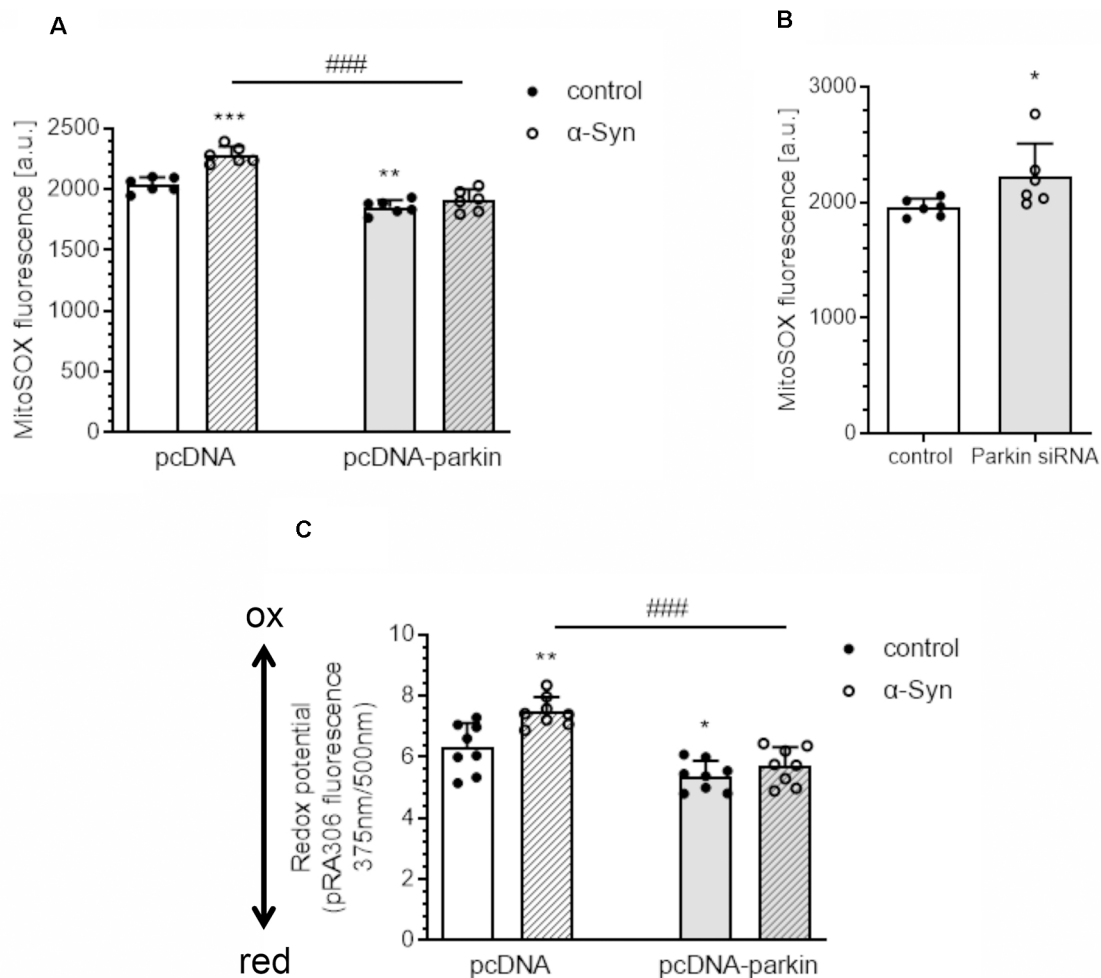 A
###
control
α-Syn
***
**
MitoSOX fluorescence [a.u.]
2500
2000
1500
1000
500
0
pcDNA
pcDNA-parkin
B
*
MitoSOX fluorescence [a.u.]
3000
2000
1000
0
control
Parkin siRNA
C
ox
red
###
control
α-Syn
**
*
Redox potential
(pRA306 fluorescence
375nm/500nm)
10
8
6
4
2
0
pcDNA
pcDNA-parkin